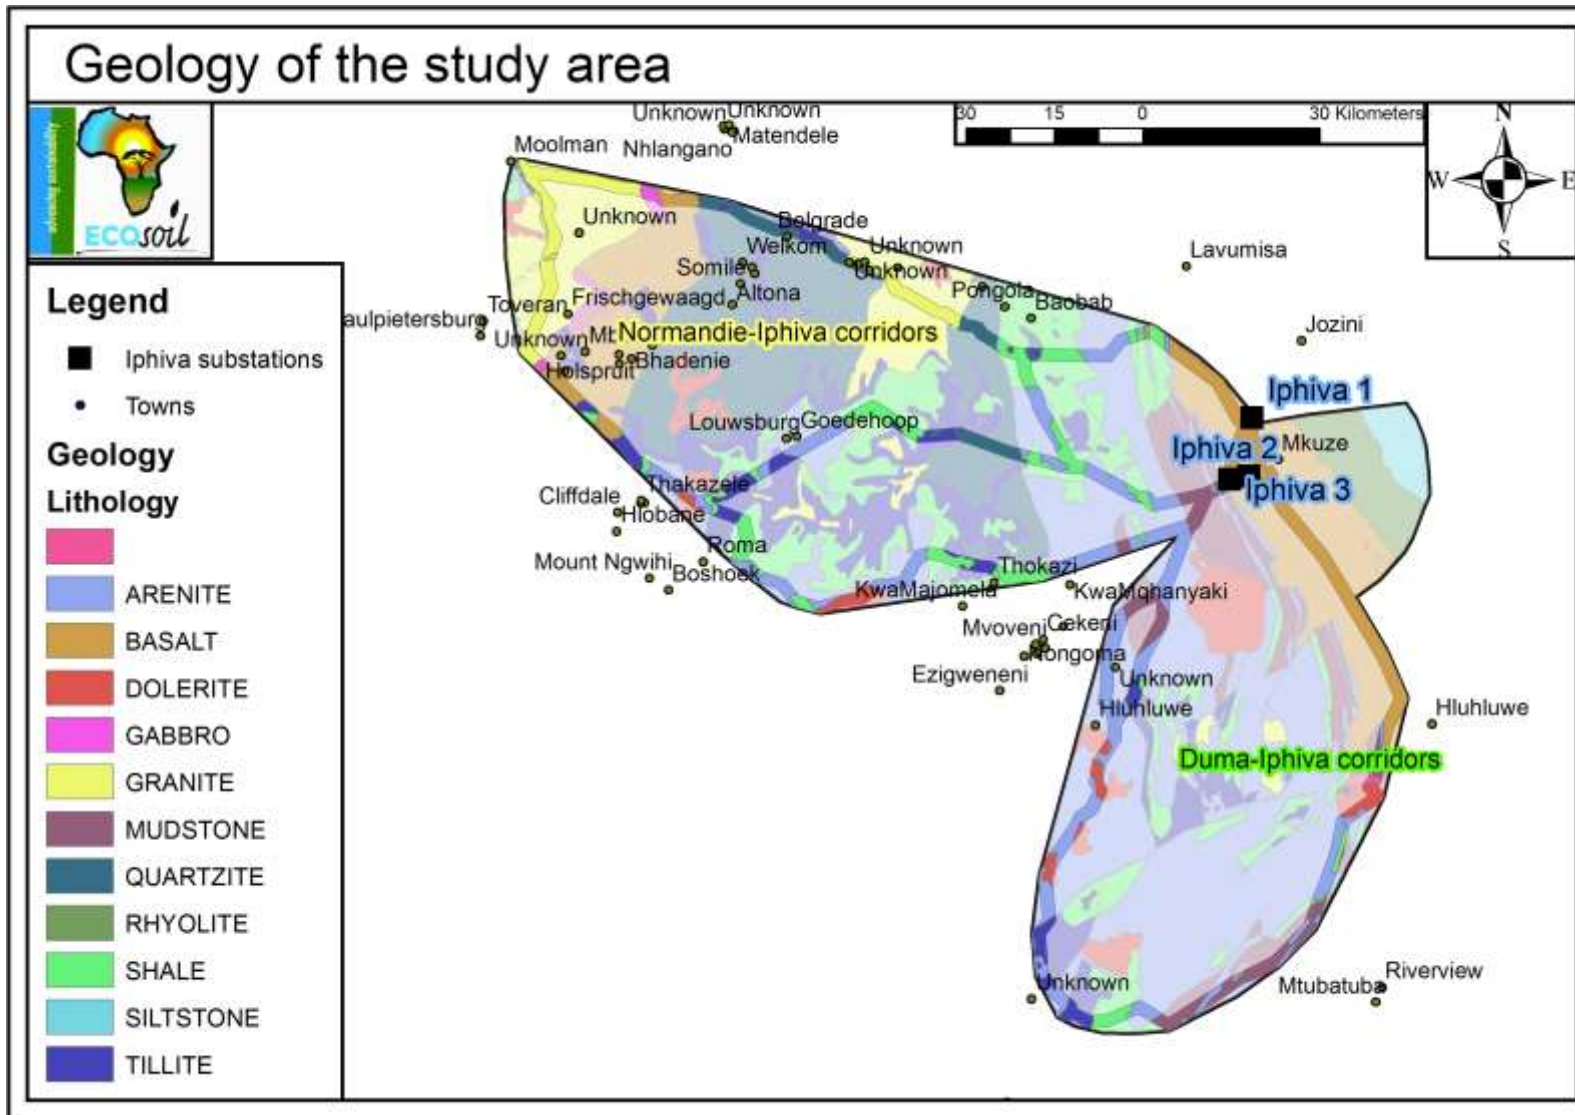 Geology of the study area
ECOsoil
30 15 0 30 Kilometers
N
W E
S
Legend
Iphiva substations
Towns
Geology
Lithology
ARENITE
BASALT
DOLERITE
GABBRO
GRANITE
MUDSTONE
QUARTZITE
RHYOLITE
SHALE
SILTSTONE
TILLITE
Unknown
Unknown
Matendele
Nhlangano
Moolman
Unknown
Belgrade
Welkom
Unknown
Somile
Unknown
Lavumisa
Altona
Pongola
Baobab
Toveran
Frischgewaagd
aulpietersburg
Jozini
Unknown
Mb
Normandie-Iphiva corridors
Bhadenie
Holspruit
Iphiva 1
Louwsburg
Goedehoop
Iphiva 2
Mkuze
Iphiva 3
Thakazele
Cliffdale
Hlobane
Roma
Mount Ngwihi
Boshoek
Thokazi
KwaMajomela
KwaMqhanyaki
Mvoveni
Cekeni
Nongoma
Ezigweneni
Unknown
Hluhluwe
Hluhluwe
Duma-Iphiva corridors
Unknown
Mtubatuba
Riverview